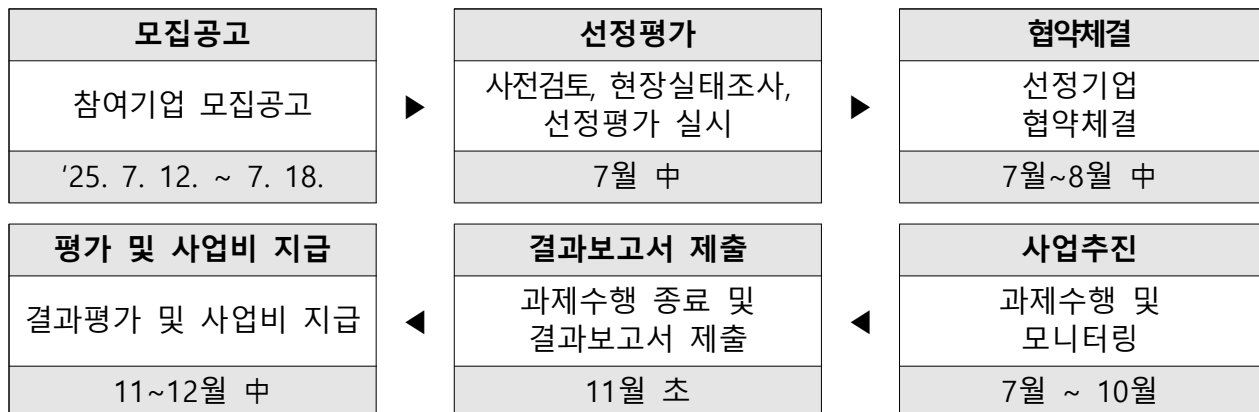 모집공고
참여기업 모집공고
'25. 7. 12. ~ 7. 18.
▶
선정평가
사전검토, 현장실태조사,
선정평가 실시
7월 中
▶
협약체결
선정기업
협약체결
7월~8월 中
사업추진
과제수행 및
모니터링
7월 ~ 10월
◀
결과보고서 제출
과제수행 종료 및
결과보고서 제출
11월 초
◀
평가 및 사업비 지급
결과평가 및 사업비 지급
11~12월 中